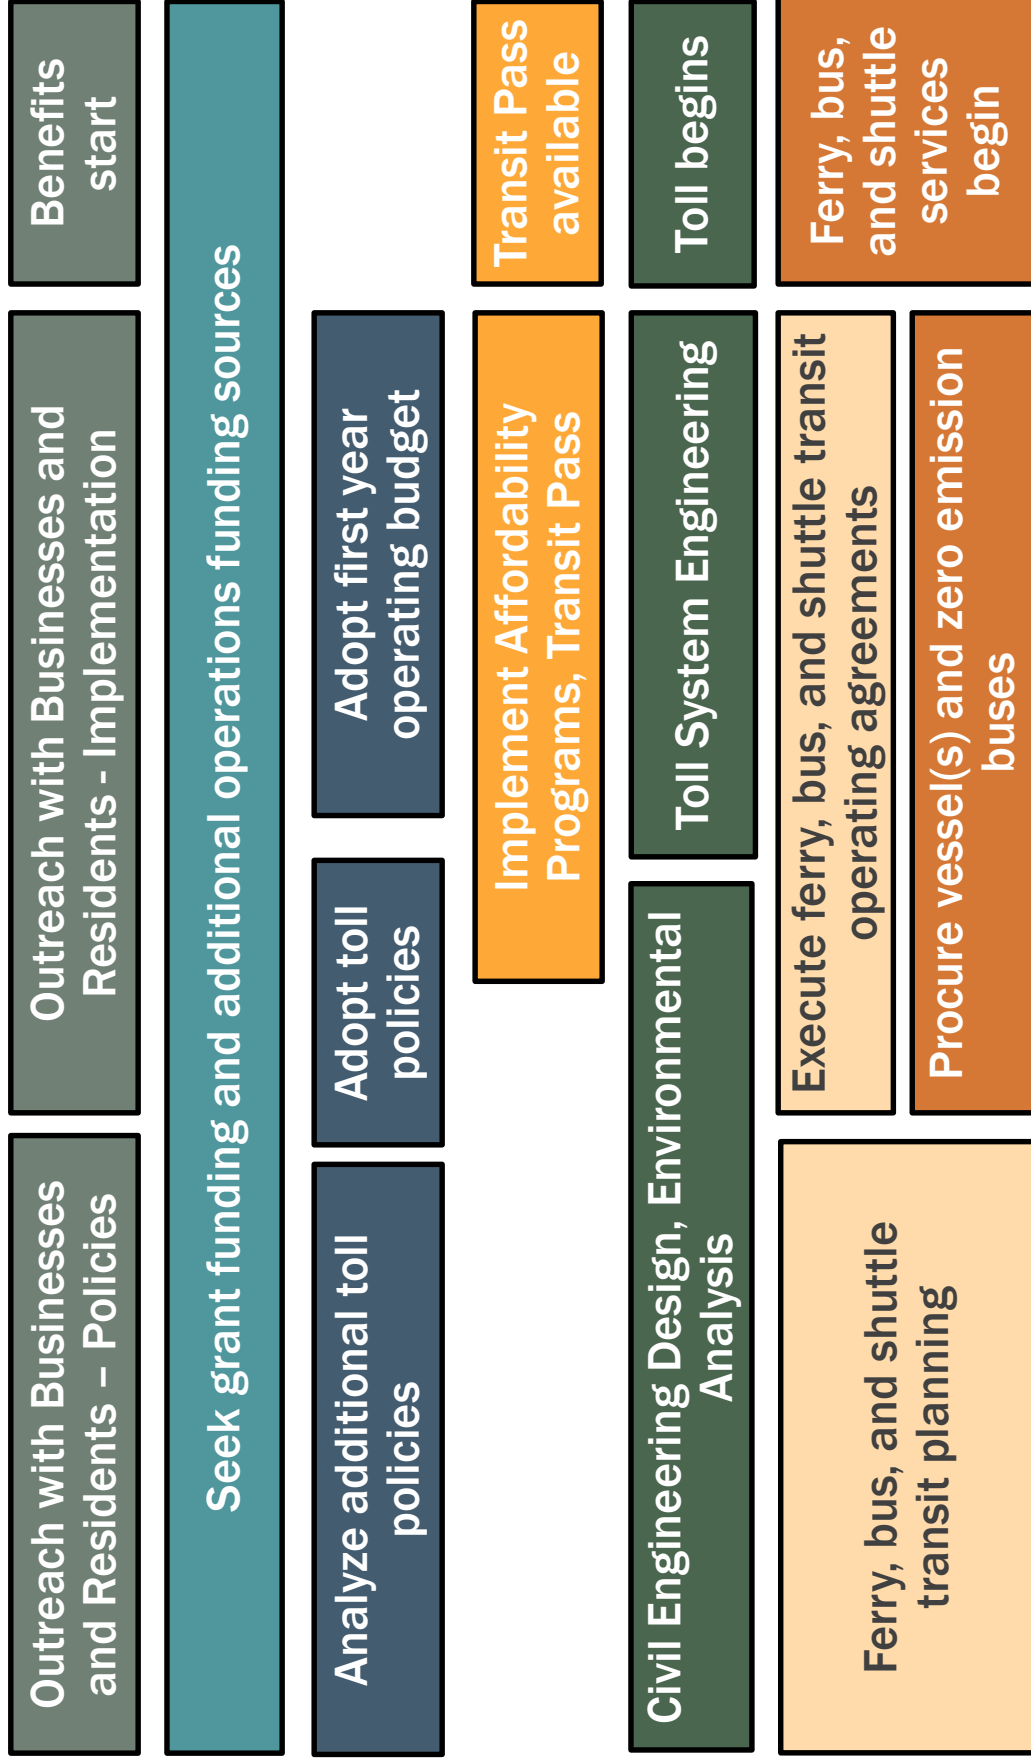 Outreach with Businesses
and Residents – Policies
Outreach with Businesses and
Residents - Implementation
Benefits
start
Seek grant funding and additional operations funding sources
Analyze additional toll
policies
Adopt toll
policies
Adopt first year
operating budget
Implement Affordability
Programs, Transit Pass
Transit Pass
available
Civil Engineering Design, Environmental
Analysis
Toll System Engineering
Toll begins
Ferry, bus, and shuttle
transit planning
Execute ferry, bus, and shuttle transit
operating agreements
Procure vessel(s) and zero emission
buses
Ferry, bus,
and shuttle
services
begin